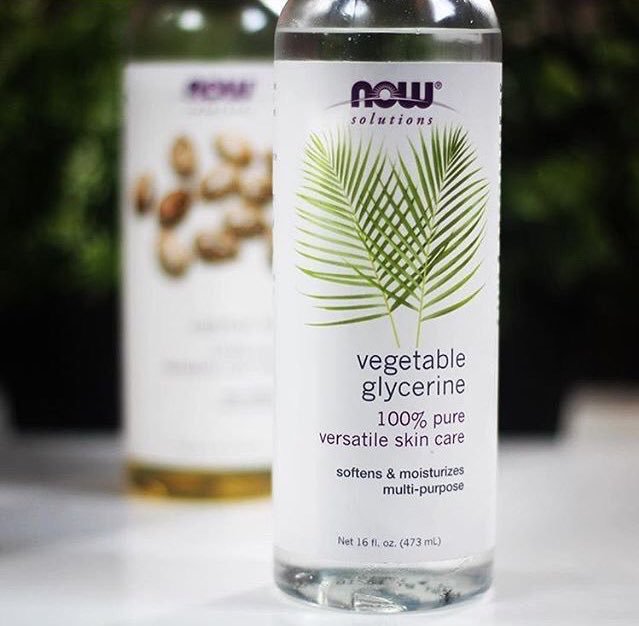 now
now®
solutions
vegetable
glycerine
100% pure
versatile skin care
softens & moisturizes
multi-purpose
Net 16 fl. oz. (473 mL)